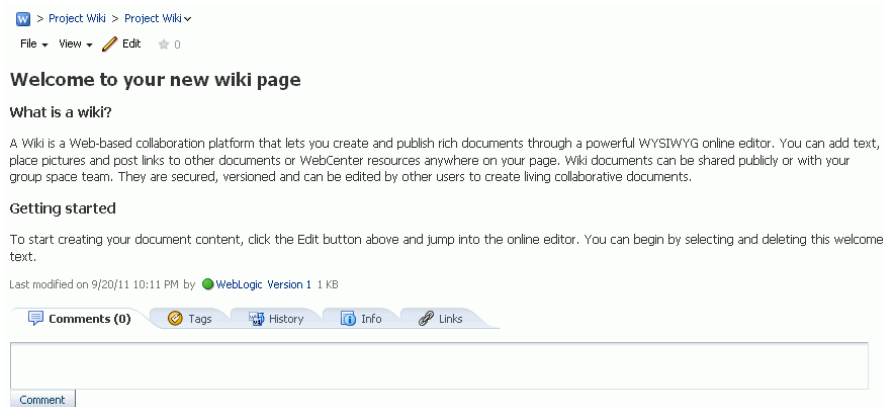 W > Project Wiki > Project Wiki
File View Edit 0
Welcome to your new wiki page
What is a wiki?
A Wiki is a Web-based collaboration platform that lets you create and publish rich documents through a powerful WYSIWYG online editor. You can add text,
place pictures and post links to other documents or WebCenter resources anywhere on your page. Wiki documents can be shared publicly or with your
group space team. They are secured, versioned and can be edited by other users to create living collaborative documents.
Getting started
To start creating your document content, click the Edit button above and jump into the online editor. You can begin by selecting and deleting this welcome
text.
Last modified on 9/20/11 10:11 PM by WebLogic Version 1 1 KB
Comments (0) Tags History Info Links
Comment